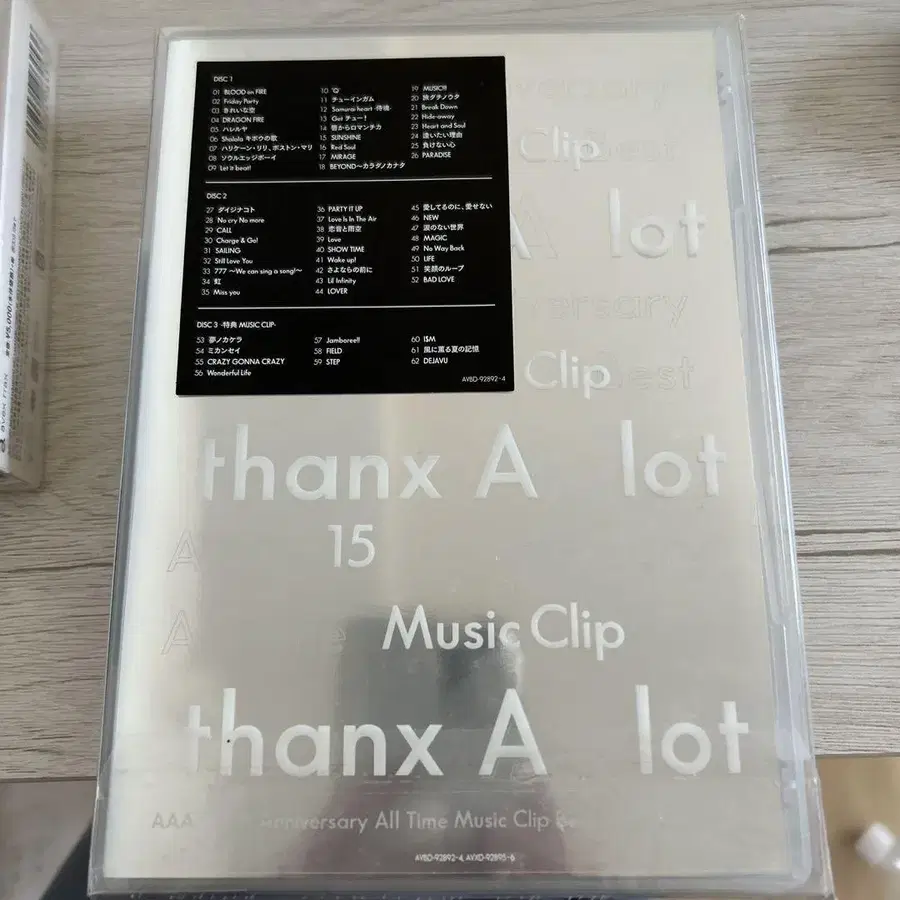 DISC 1
01 BLOOD on FIRE
02 Friday Party
03 きれいな空
04 DRAGON FIRE
05 ハレルヤ
06 Shalala キボウの歌
07 ハリケーン・リリ、ボストン・マリ
08 ソウルエッジボーイ
09 Let it beat!
10 'Q'
11 チューインガム
12 Samurai heart -侍魂-
13 Get チュー!
14 唇からロマンチカ
15 SUNSHINE
16 Red Soul
17 MIRAGE
18 BEYOND〜カラダノカナタ
19 MUSIC!!!
20 旅ダチノウタ
21 Break Down
22 Hide-away
23 Heart and Soul
24 逢いたい理由
25 負けない心
26 PARADISE
DISC 2
27 ダイジナコト
28 No cry No more
29 CALL
30 Charge & Go!
31 SAILING
32 Still Love You
33 777 〜We can sing a song!〜
34 虹
35 Miss you
36 PARTY IT UP
37 Love Is In The Air
38 恋音と雨空
39 Love
40 SHOW TIME
41 Wake up!
42 さよならの前に
43 Lil' Infinity
44 LOVER
45 愛してるのに、愛せない
46 NEW
47 涙のない世界
48 MAGIC
49 No Way Back
50 LIFE
51 笑顔のループ
52 BAD LOVE
DISC 3 -特典 MUSIC CLIP-
53 夢ノカケラ
54 ミカンセイ
55 CRAZY GONNA CRAZY
56 Wonderful Life
57 Jamboree!!
58 FIELD
59 STEP
60 I$M
61 風に薫る夏の記憶
62 DEJAVU
AVBD-92892~4
versary
Clip Best
A lot
versary
Clip Best
thanx A lot
A 15
A Music Clip
thanx A lot
AAA Anniversary All Time Music Clip
AVBD-92892~4, AVXD-92895~6
avex trax
¥5,000